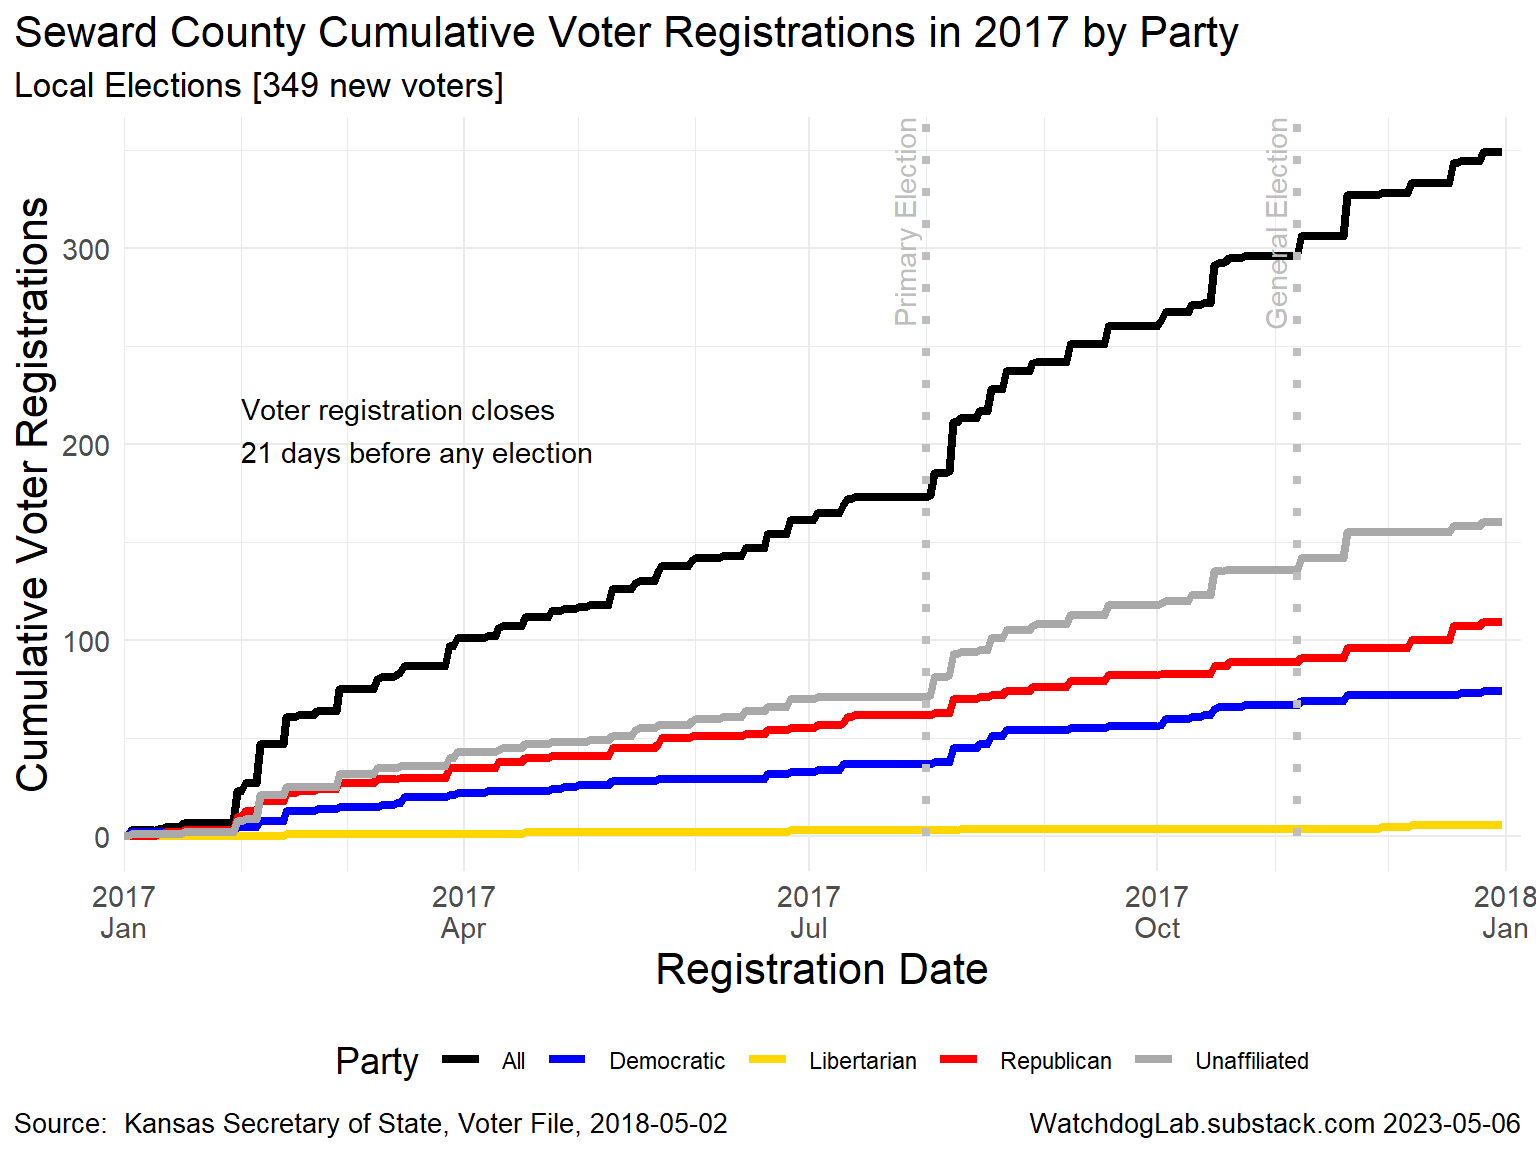 Seward County Cumulative Voter Registrations in 2017 by Party
Local Elections [349 new voters]
Cumulative Voter Registrations
300
200
100
0
Primary Election
General Election
Voter registration closes
21 days before any election
2017
Jan
2017
Apr
2017
Jul
2017
Oct
2018
Jan
Registration Date
Party
All
Democratic
Libertarian
Republican
Unaffiliated
Source:  Kansas Secretary of State, Voter File, 2018-05-02
WatchdogLab.substack.com 2023-05-06